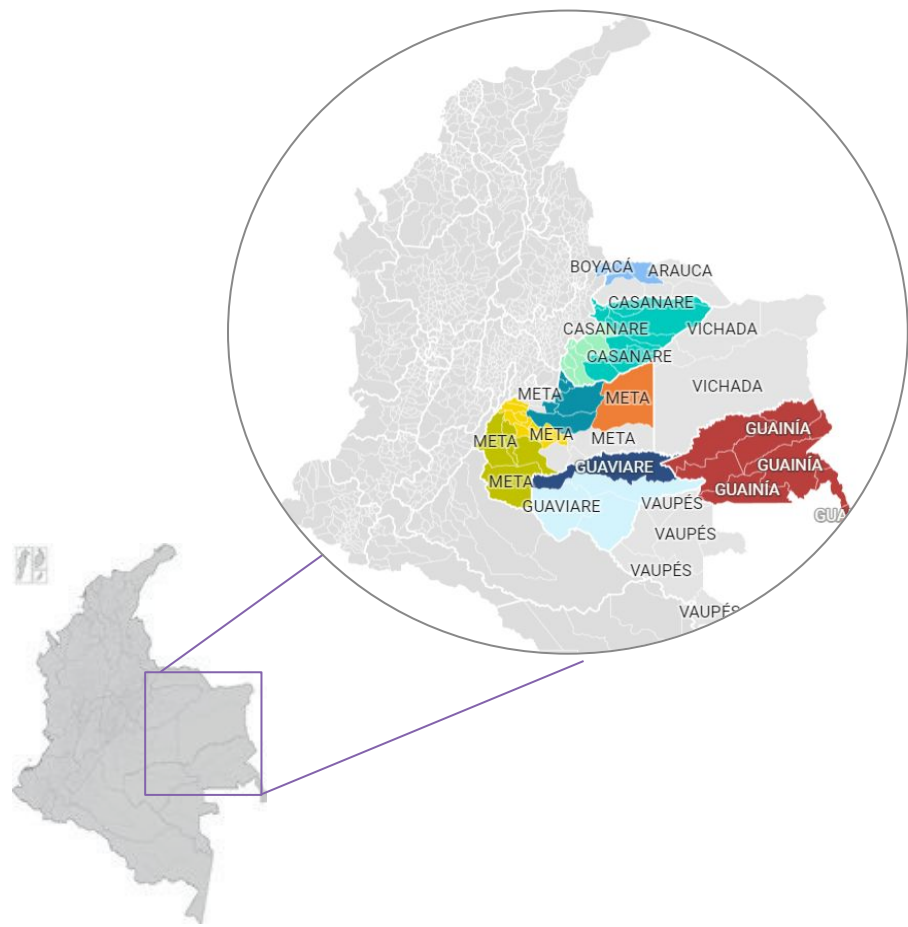 BOYACÁ
ARAUCA
CASANARE
CASANARE
VICHADA
CASANARE
VICHADA
META
META
GUAINÍA
META
META
META
GUAVIARE
GUAINÍA
META
GUAINÍA
GUAVIARE
VAUPÉS
GUA
VAUPÉS
VAUPÉS
VAUPÉS